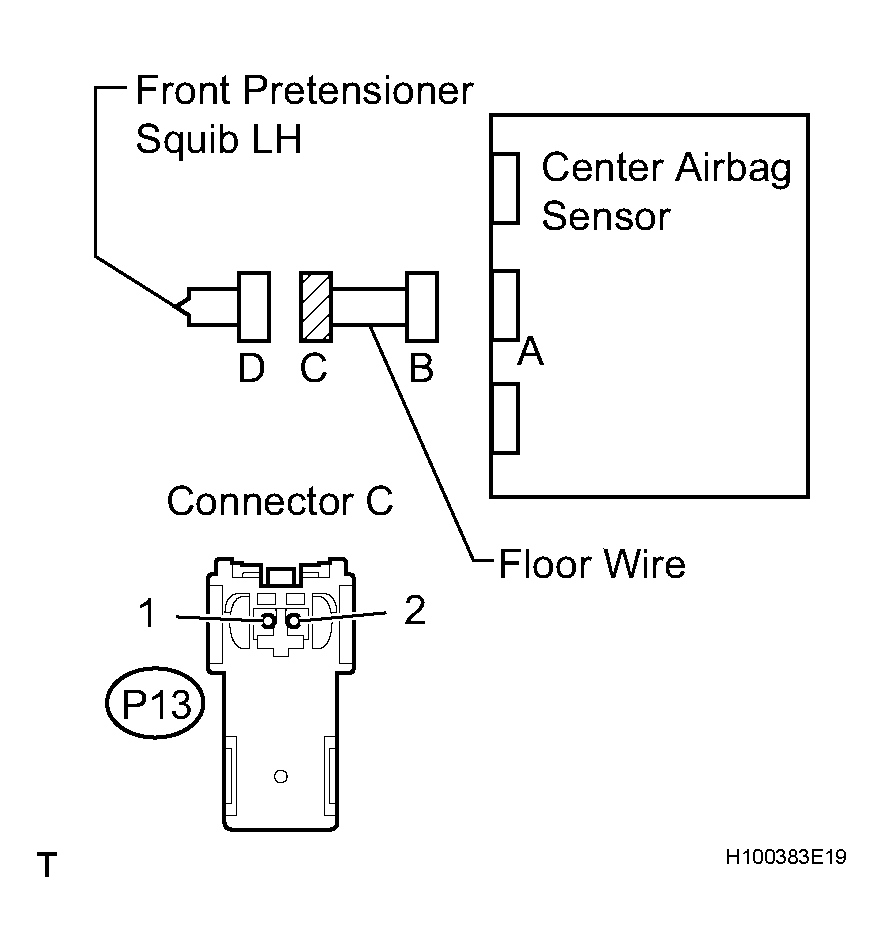 Front Pretensioner
Squib LH
Center Airbag
Sensor
D
C
B
A
Connector C
Floor Wire
1
2
P13
T
H100383E19